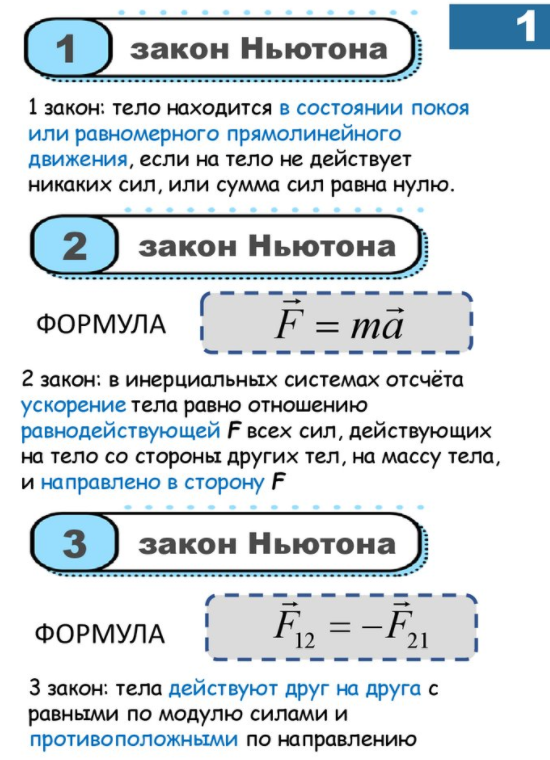 1
1 закон Ньютона
1 закон: тело находится в состоянии покоя
или равномерного прямолинейного
движения, если на тело не действует
никаких сил, или сумма сил равна нулю.
2 закон Ньютона
ФОРМУЛА F⃗ = ma⃗
2 закон: в инерциальных системах отсчёта
ускорение тела равно отношению
равнодействующей F всех сил, действующих
на тело со стороны других тел, на массу тела,
и направлено в сторону F
3 закон Ньютона
ФОРМУЛА F⃗₁₂ = −F⃗₂₁
3 закон: тела действуют друг на друга с
равными по модулю силами и
противоположными по направлению